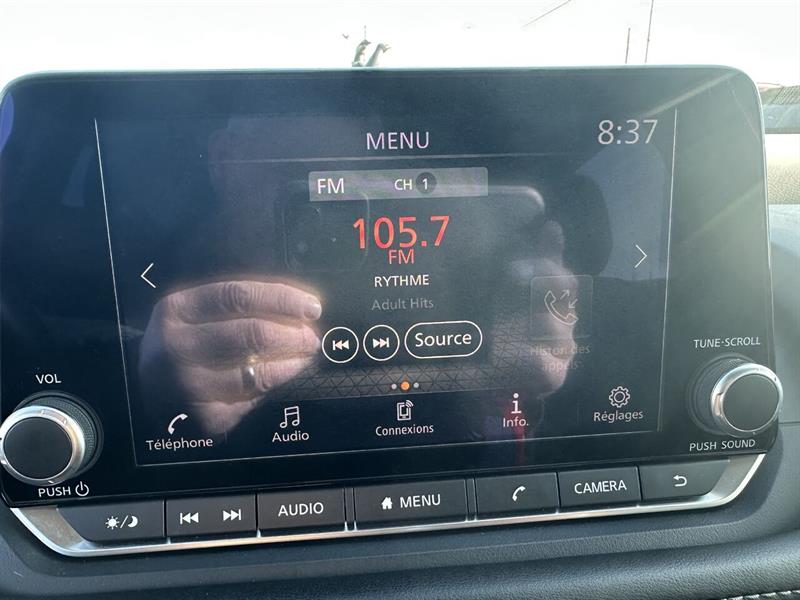 MENU
8:37
FM CH 1
105.7
FM
RYTHME
Adult Hits
Source
Histor. des
appels
Téléphone
Audio
Connexions
Info.
Réglages
VOL
PUSH
TUNE·SCROLL
PUSH SOUND
AUDIO
MENU
CAMERA